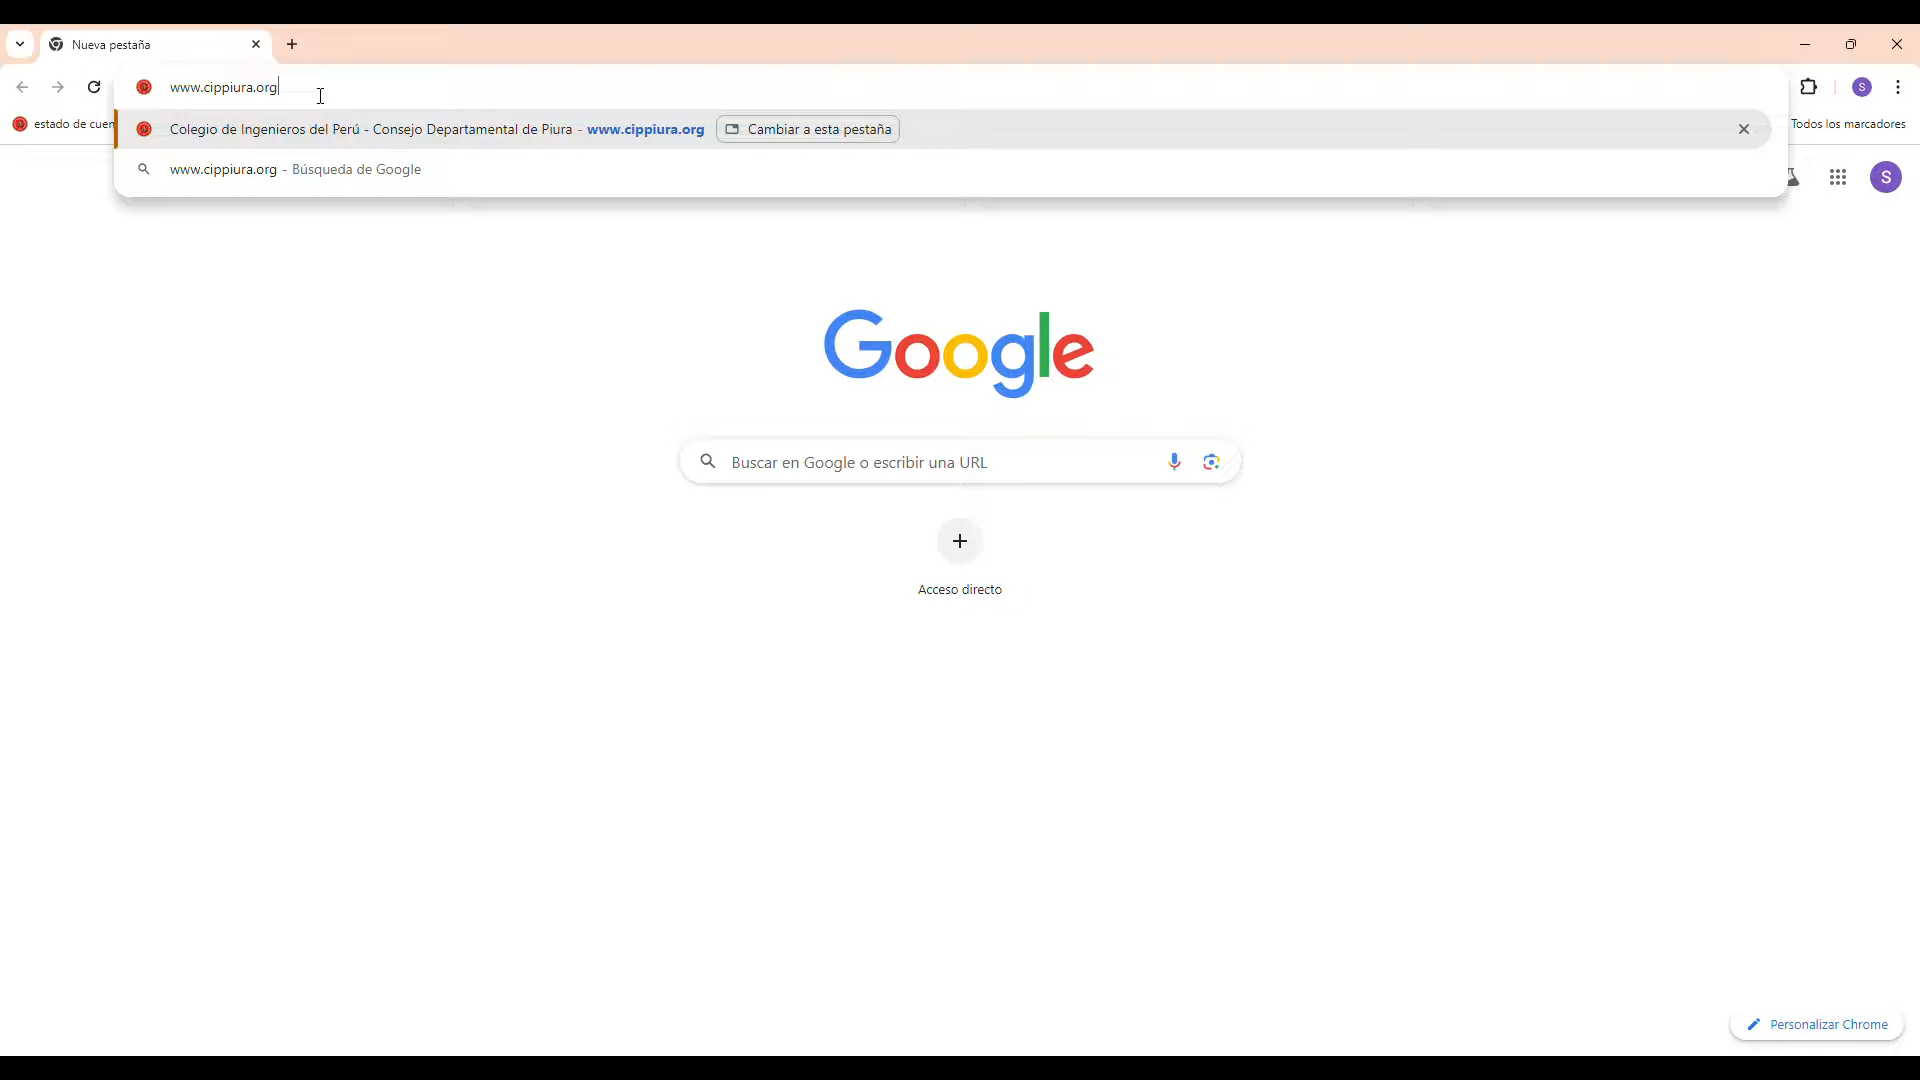 Nueva pestaña
www.cippiura.org
Colegio de Ingenieros del Perú - Consejo Departamental de Piura - www.cippiura.org Cambiar a esta pestaña
estado de cuen
Todos los marcadores
www.cippiura.org - Búsqueda de Google
S
S
Google
Buscar en Google o escribir una URL
Acceso directo
Personalizar Chrome